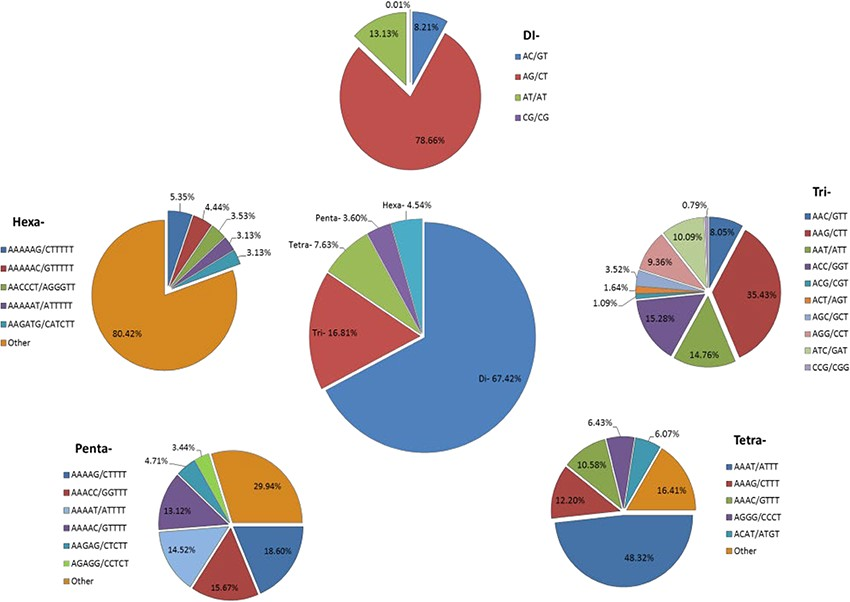 0.01%
8.21%
13.13%
78.66%
DI-
AC/GT
AG/CT
AT/AT
CG/CG
Hexa-
AAAAAG/CTTTTT
AAAAAC/GTTTTT
AACCCT/AGGGTT
AAAAAT/ATTTTT
AAGATG/CATCTT
Other
5.35%
4.44%
3.53%
3.13%
3.13%
80.42%
Hexa- 4.54%
Penta- 3.60%
Tetra- 7.63%
Tri- 16.81%
Di- 67.42%
0.79%
8.05%
10.09%
9.36%
3.52%
1.64%
1.09%
35.43%
15.28%
14.76%
Tri-
AAC/GTT
AAG/CTT
AAT/ATT
ACC/GGT
ACG/CGT
ACT/AGT
AGC/GCT
AGG/CCT
ATC/GAT
CCG/CGG
Penta-
AAAAG/CTTTT
AAACC/GGTTT
AAAAT/ATTTT
AAAAC/GTTTT
AAGAG/CTCTT
AGAGG/CCTCT
Other
3.44%
4.71%
29.94%
13.12%
14.52%
18.60%
15.67%
6.43%
6.07%
10.58%
12.20%
16.41%
48.32%
Tetra-
AAAT/ATTT
AAAG/CTTT
AAAC/GTTT
AGGG/CCCT
ACAT/ATGT
Other